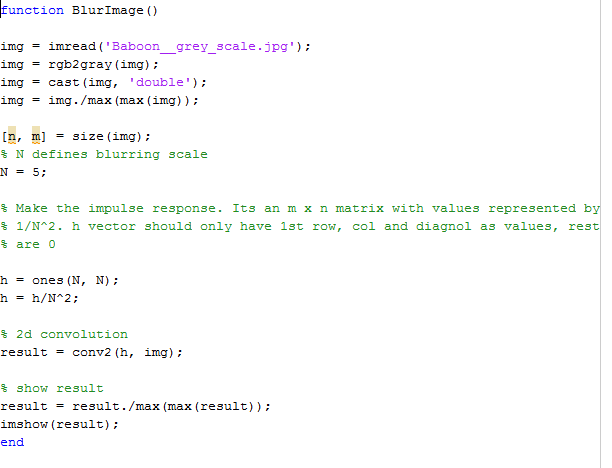 function BlurImage()
img = imread('Baboon__grey_scale.jpg');
img = rgb2gray(img);
img = cast(img, 'double');
img = img./max(max(img));
[n, m] = size(img);
% N defines blurring scale
N = 5;
% Make the impulse response. Its an m x n matrix with values represented by
% 1/N^2. h vector should only have 1st row, col and diagnol as values, rest
% are 0
h = ones(N, N);
h = h/N^2;
% 2d convolution
result = conv2(h, img);
% show result
result = result./max(max(result));
imshow(result);
end